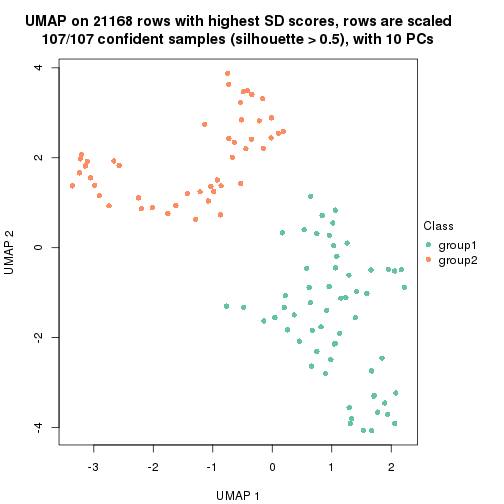 UMAP on 21168 rows with highest SD scores, rows are scaled
107/107 confident samples (silhouette > 0.5), with 10 PCs
4
2
0
-2
-4
UMAP 2
-3
-2
-1
0
1
2
UMAP 1
Class
group1
group2